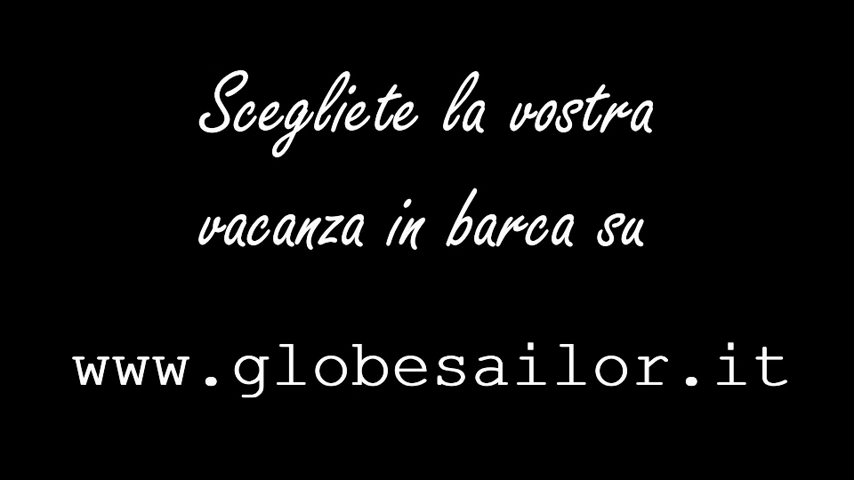 Scegliete la vostra
vacanza in barca su
www.globesailor.it